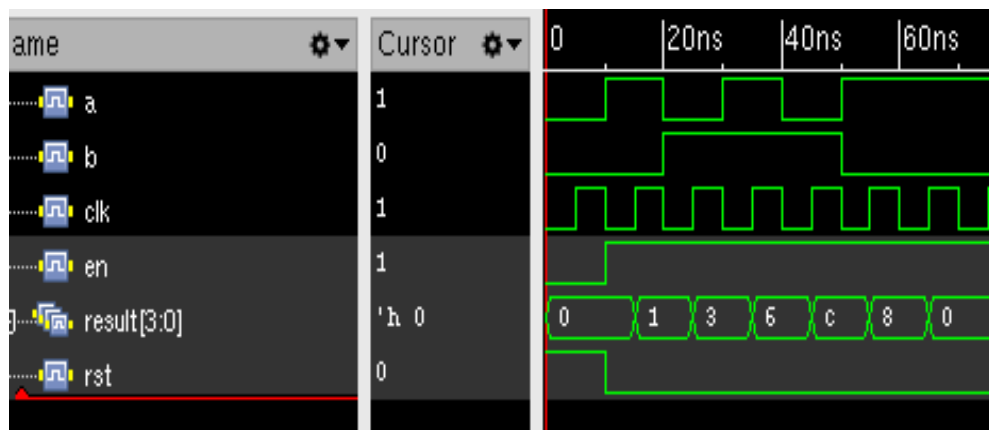 ame Cursor 0 20ns 40ns 60ns
a 1
b 0
clk 1
en 1
result[3:0] 'h 0 0 1 3 6 c 8 0
rst 0